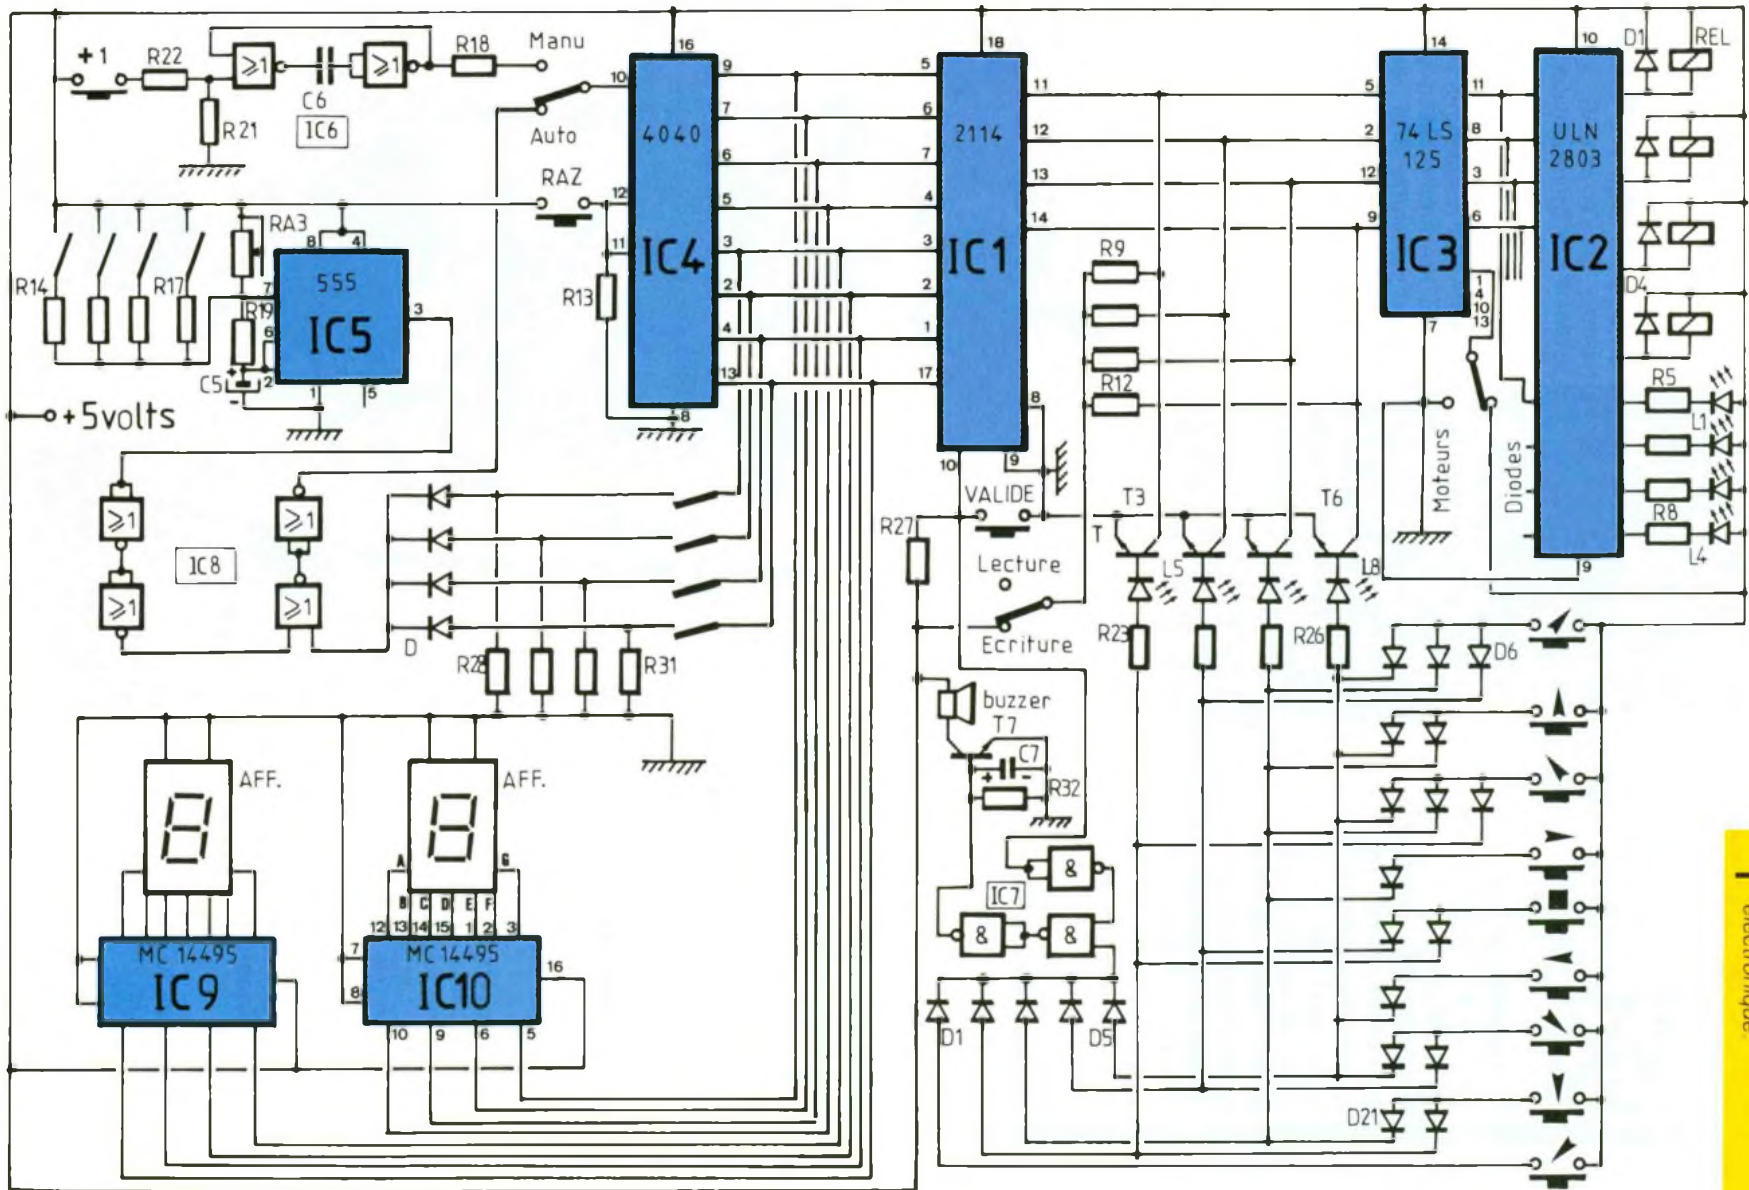 +1
R22
≥1
≥1
R18
Manu
C6
IC6
R21
Auto
RAZ
10
12
11
R13
16
4040
IC4
9
7
6
5
3
2
4
13
8
18
2114
IC1
5
6
7
4
3
2
1
17
11
12
13
14
8
10
9
R9
R12
14
74 LS
125
IC3
5
2
12
9
11
8
3
6
1
4
10
13
7
10
ULN
2803
IC2
9
D1
REL
D4
R5
L1
R8
L4
Moteurs
Diodes
R14
R17
RA3
R19
C5
+
-
8
4
7
6
2
1
5
3
555
IC5
+5volts
≥1
≥1
≥1
≥1
IC8
D
R28
R31
R27
VALIDE
Lecture
Ecriture
T3
T
T6
L5
L8
R23
R26
D6
buzzer
T7
C7
+ -
R32
&
IC7
&
&
D1
D5
D21
AFF.
AFF.
A
B
C
D
E
F
G
12
13
14
15
1
2
3
MC 14495
IC9
MC 14495
IC10
7
8
16
10
9
6
5
électronique.